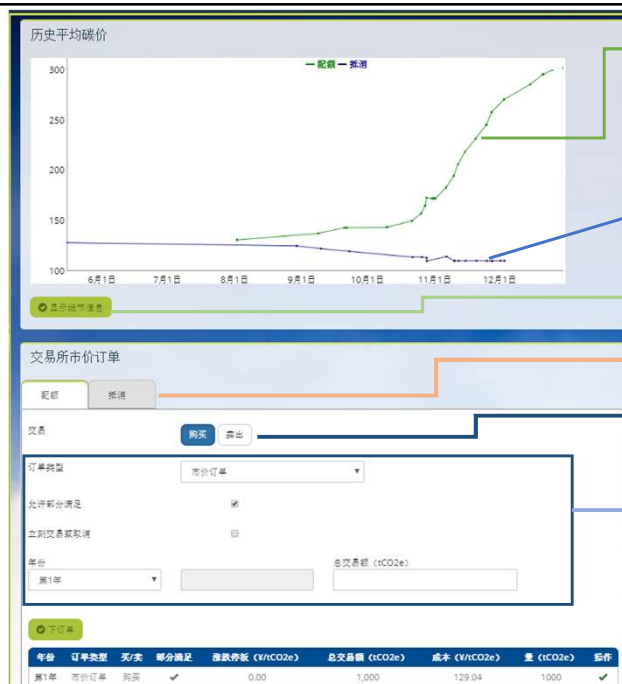 历史平均碳价
配额 抵消
300
250
200
150
100
6月1日 7月1日 8月1日 9月1日 10月1日 11月1日 12月1日
显示细节信息
交易所市价订单
配额 抵消
交易 购买 卖出
订单类型 市价订单
允许部分满足
立刻交易或取消
年份 总交易额 (tCO2e)
第1年
下订单
年份 订单类型 买/卖 部分满足 涨跌停板 (¥/tCO2e) 总交易额 (tCO2e) 成本 (¥/tCO2e) 量 (tCO2e) 操作
第1年 市价订单 购买 ✔ 0.00 1,000 129.04 1000 ✔